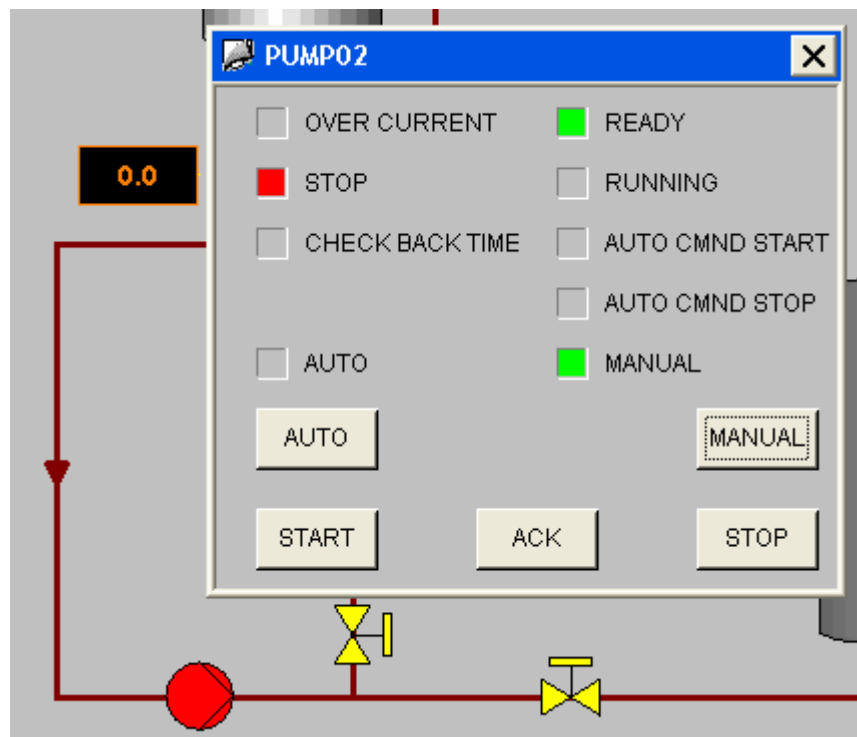 PUMP02
OVER CURRENT READY
0.0 STOP RUNNING
CHECK BACK TIME AUTO CMND START
AUTO CMND STOP
AUTO MANUAL
AUTO MANUAL
START ACK STOP